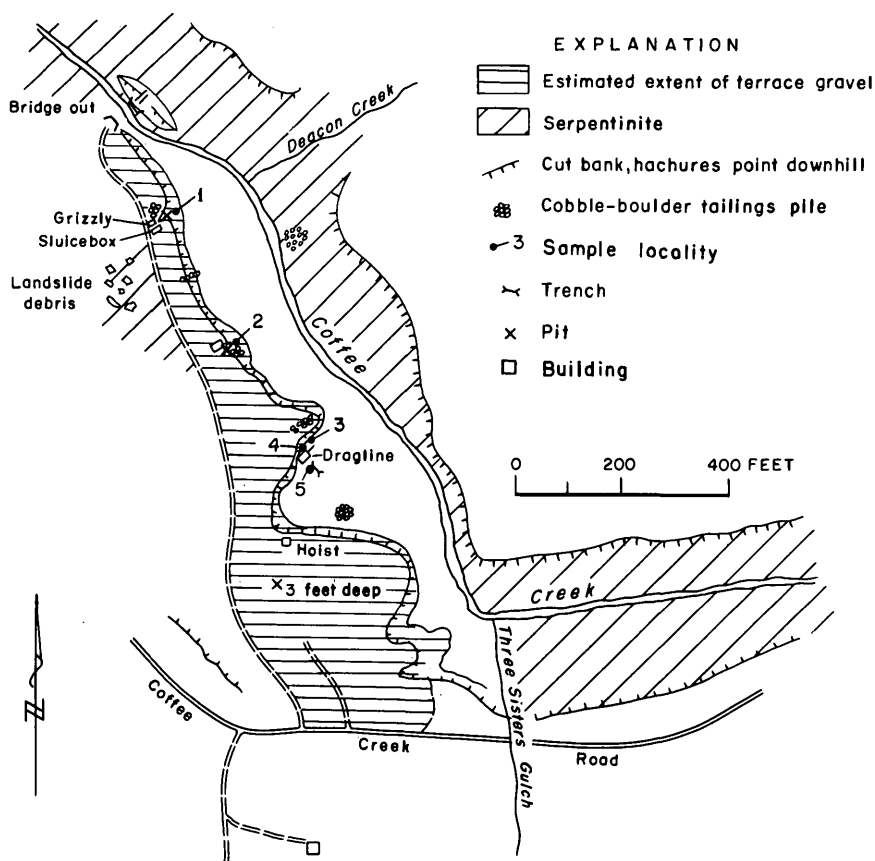 EXPLANATION
Estimated extent of terrace gravel
Serpentinite
Cut bank, hachures point downhill
Cobble-boulder tailings pile
3 Sample locality
Trench
Pit
Building
0 200 400 FEET
Bridge out
Deacon Creek
1
Grizzly
Sluicebox
Landslide
debris
2
Coffee
3
4
Dragline
5
Hoist
3 feet deep
Creek
Three Sisters Gulch
Coffee
Creek
Road
N